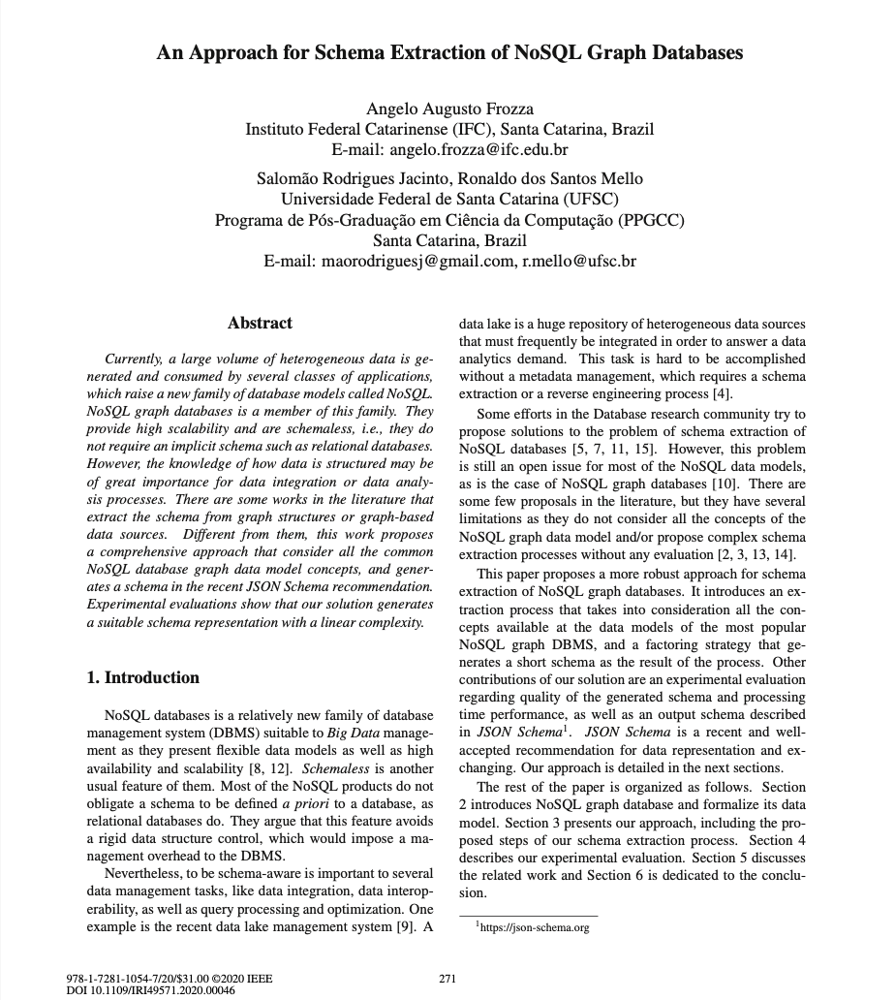 An Approach for Schema Extraction of NoSQL Graph Databases
Angelo Augusto Frozza
Instituto Federal Catarinense (IFC), Santa Catarina, Brazil
E-mail: angelo.frozza@ifc.edu.br
Salomão Rodrigues Jacinto, Ronaldo dos Santos Mello
Universidade Federal de Santa Catarina (UFSC)
Programa de Pós-Graduação em Ciência da Computação (PPGCC)
Santa Catarina, Brazil
E-mail: maorodriguesj@gmail.com, r.mello@ufsc.br
Abstract
Currently, a large volume of heterogeneous data is ge-
nerated and consumed by several classes of applications,
which raise a new family of database models called NoSQL.
NoSQL graph databases is a member of this family. They
provide high scalability and are schemaless, i.e., they do
not require an implicit schema such as relational databases.
However, the knowledge of how data is structured may be
of great importance for data integration or data analy-
sis processes. There are some works in the literature that
extract the schema from graph structures or graph-based
data sources. Different from them, this work proposes
a comprehensive approach that consider all the common
NoSQL database graph data model concepts, and gener-
ates a schema in the recent JSON Schema recommendation.
Experimental evaluations show that our solution generates
a suitable schema representation with a linear complexity.
1. Introduction
NoSQL databases is a relatively new family of database
management system (DBMS) suitable to Big Data manage-
ment as they present flexible data models as well as high
availability and scalability [8, 12]. Schemaless is another
usual feature of them. Most of the NoSQL products do not
obligate a schema to be defined a priori to a database, as
relational databases do. They argue that this feature avoids
a rigid data structure control, which would impose a ma-
nagement overhead to the DBMS.
Nevertheless, to be schema-aware is important to several
data management tasks, like data integration, data interop-
erability, as well as query processing and optimization. One
example is the recent data lake management system [9]. A
data lake is a huge repository of heterogeneous data sources
that must frequently be integrated in order to answer a data
analytics demand. This task is hard to be accomplished
without a metadata management, which requires a schema
extraction or a reverse engineering process [4].
Some efforts in the Database research community try to
propose solutions to the problem of schema extraction of
NoSQL databases [5, 7, 11, 15]. However, this problem
is still an open issue for most of the NoSQL data models,
as is the case of NoSQL graph databases [10]. There are
some few proposals in the literature, but they have several
limitations as they do not consider all the concepts of the
NoSQL graph data model and/or propose complex schema
extraction processes without any evaluation [2, 3, 13, 14].
This paper proposes a more robust approach for schema
extraction of NoSQL graph databases. It introduces an ex-
traction process that takes into consideration all the con-
cepts available at the data models of the most popular
NoSQL graph DBMS, and a factoring strategy that ge-
nerates a short schema as the result of the process. Other
contributions of our solution are an experimental evaluation
regarding quality of the generated schema and processing
time performance, as well as an output schema described
in JSON Schema1. JSON Schema is a recent and well-
accepted recommendation for data representation and ex-
changing. Our approach is detailed in the next sections.
The rest of the paper is organized as follows. Section
2 introduces NoSQL graph database and formalize its data
model. Section 3 presents our approach, including the pro-
posed steps of our schema extraction process. Section 4
describes our experimental evaluation. Section 5 discusses
the related work and Section 6 is dedicated to the conclu-
sion.
1https://json-schema.org
978-1-7281-1054-7/20/$31.00 ©2020 IEEE
DOI 10.1109/IRI49571.2020.00046
271